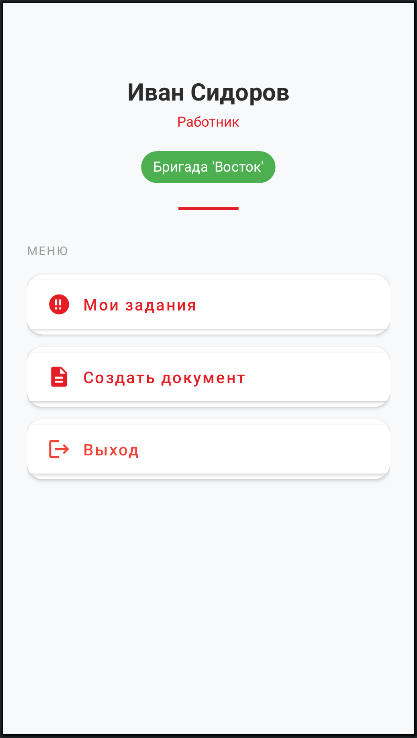 Иван Сидоров
Работник
Бригада 'Восток'
МЕНЮ
Мои задания
Создать документ
Выход